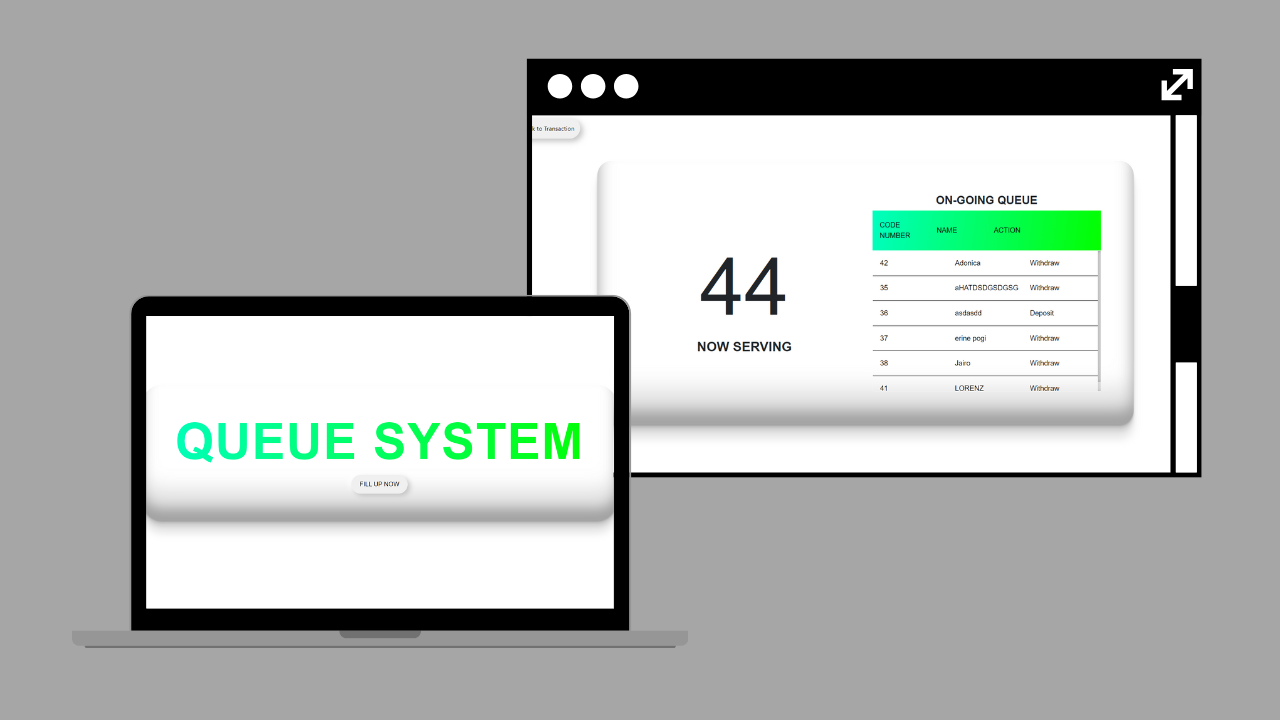 k to Transaction
ON-GOING QUEUE
CODE NUMBER NAME ACTION
42 Adonica Withdraw
35 aHATDSDGSDGSG Withdraw
36 asdasdd Deposit
37 erine pogi Withdraw
38 Jairo Withdraw
41 LORENZ Withdraw
44
NOW SERVING
QUEUE SYSTEM
FILL UP NOW